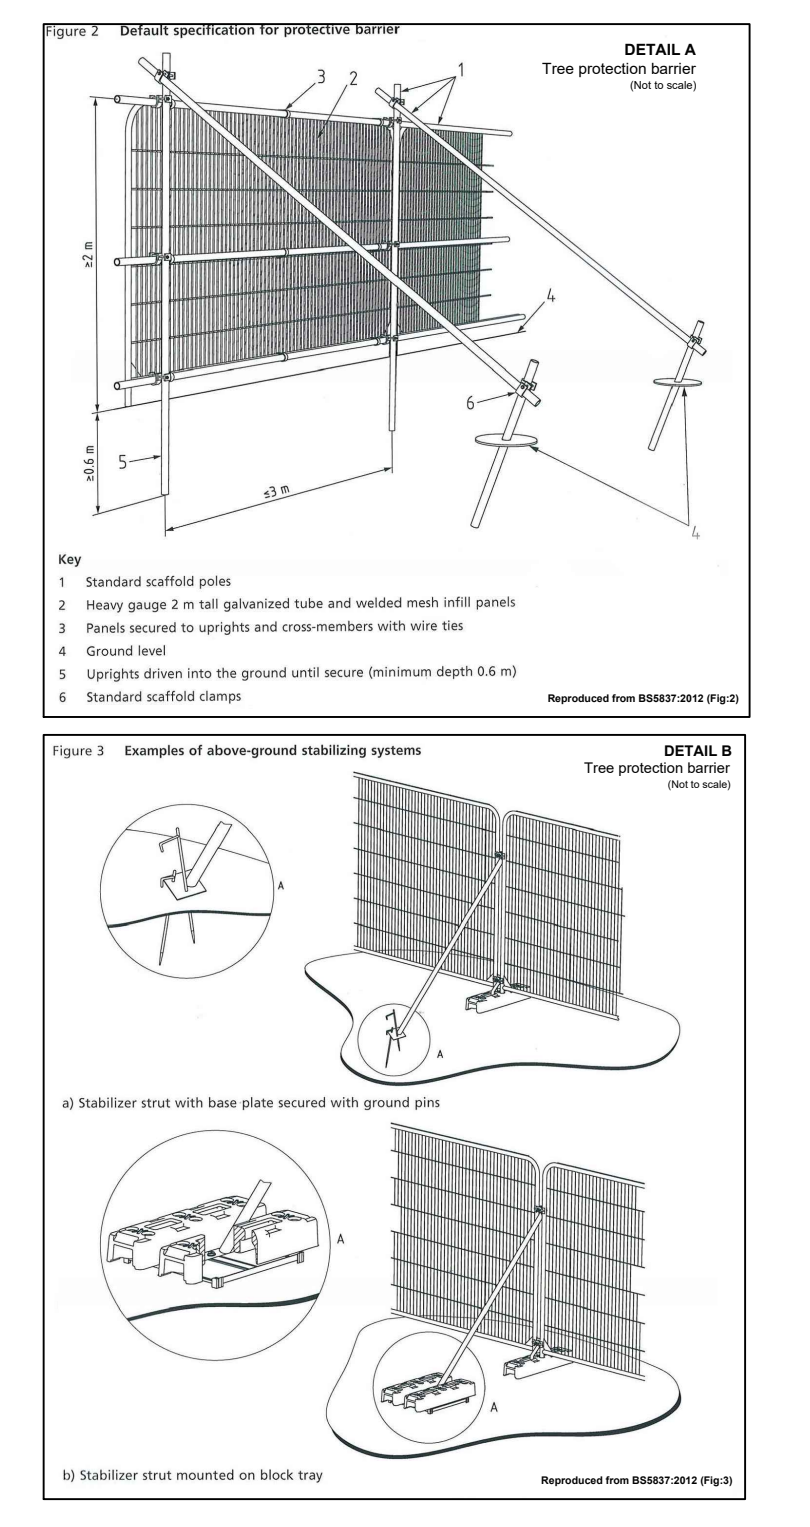 Figure 2 Default specification for protective barrier
DETAIL A
Tree protection barrier
(Not to scale)
3
2
1
≥2 m
4
6
≥0.6 m
5
≤3 m
4
Key
1 Standard scaffold poles
2 Heavy gauge 2 m tall galvanized tube and welded mesh infill panels
3 Panels secured to uprights and cross-members with wire ties
4 Ground level
5 Uprights driven into the ground until secure (minimum depth 0.6 m)
6 Standard scaffold clamps
Reproduced from BS5837:2012 (Fig:2)
Figure 3 Examples of above-ground stabilizing systems
DETAIL B
Tree protection barrier
(Not to scale)
A
A
a) Stabilizer strut with base plate secured with ground pins
A
A
b) Stabilizer strut mounted on block tray
Reproduced from BS5837:2012 (Fig:3)